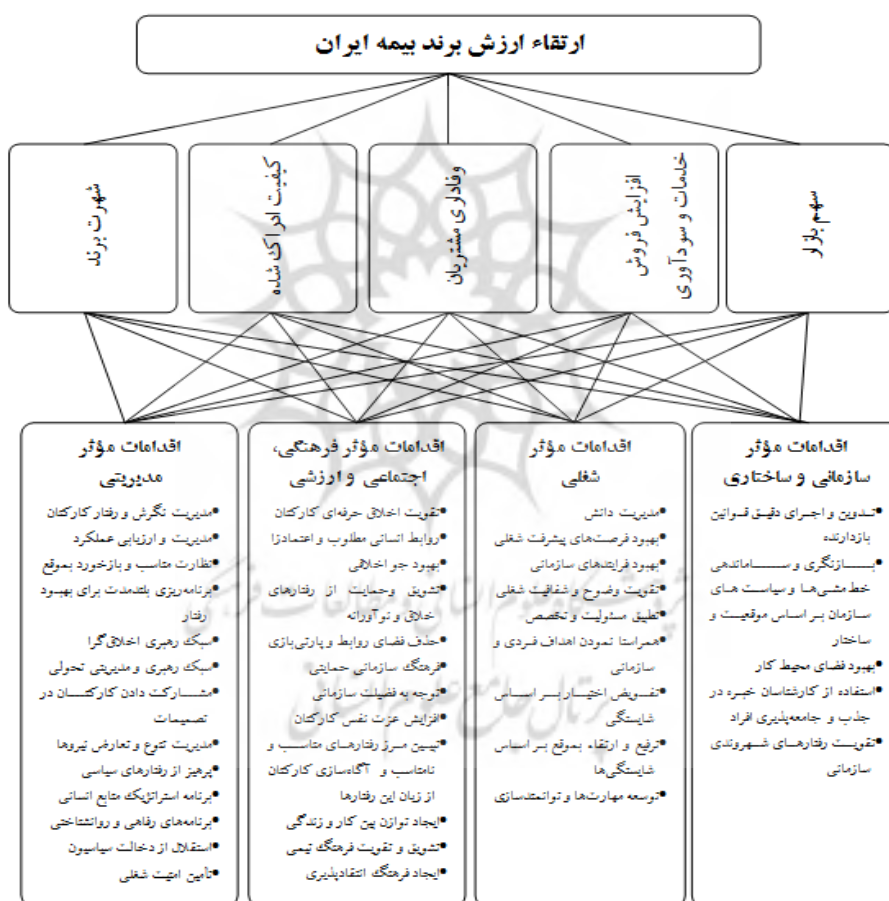 ارتقاء ارزش برند بیمه ایران
سهم بازار
افزایش فروش
خدمات و سودآوری
وفاداری مشتریان
کیفیت ادراک شده
شهرت برند
اقدامات مؤثر
سازمانی و ساختاری
•تدوین و اجرای دقیق قوانین
بازدارنده
•بازنگری و ساماندهی
خط‌مشی‌ها و سیاست های
سازمان بر اساس موقعیت و
ساختار
•بهبود فضای محیط کار
•استفاده از کارشناسان خبره در
جذب و جامعه‌پذیری افراد
•تقویت رفتارهای شهروندی
سازمانی
اقدامات مؤثر
شغلی
•مدیریت دانش
•بهبود فرصت‌های پیشرفت شغلی
•بهبود فرایندهای سازمانی
•تقویت وضوح و شفافیت شغلی
•تطبیق مسئولیت و تخصص
•همراستا نمودن اهداف فردی و
سازمانی
•تفویض اختیار بر اساس
شایستگی
•ترفیع و ارتقاء بموقع بر اساس
شایستگی‌ها
•توسعه مهارت‌ها و توانمندسازی
اقدامات مؤثر فرهنگی،
اجتماعی و ارزشی
•تقویت اخلاق حرفه‌ای کارکنان
•روابط انسانی مطلوب و اعتمادزا
•بهبود جو اخلاقی
•تشویق وحمایت از رفتارهای
خلاق و نوآورانه
•حذف فضای روابط و پارتی‌بازی
•فرهنگ سازمانی حمایتی
•توجه به فضیلت سازمانی
•افزایش عزت نفس کارکنان
•تبیین مرز رفتارهای مناسب و
نامناسب و آگاه‌سازی کارکنان
از زیان این رفتارها
•ایجاد توازن بین کار و زندگی
•تشویق و تقویت فرهنگ تیمی
•ایجاد فرهنگ انتقادپذیری
اقدامات مؤثر
مدیریتی
•مدیریت نگرش و رفتار کارکنان
•مدیریت و ارزیابی عملکرد
•نظارت مناسب و بازخورد بموقع
•برنامه‌ریزی بلندمدت برای بهبود
رفتار
•سبک رهبری اخلاق‌گرا
•سبک رهبری و مدیریتی تحولی
•مشارکت دادن کارکنان در
تصمیمات
•مدیریت تنوع و تعارض نیروها
•پرهیز از رفتارهای سیاسی
•برنامه استراتژیک منابع انسانی
•برنامه‌های رفاهی و روانشناختی
•استقلال از دخالت سیاسیون
•تأمین امنیت شغلی
پژوهشگاه علوم انسانی و مطالعات فرهنگی
پرتال جامع علوم انسانی